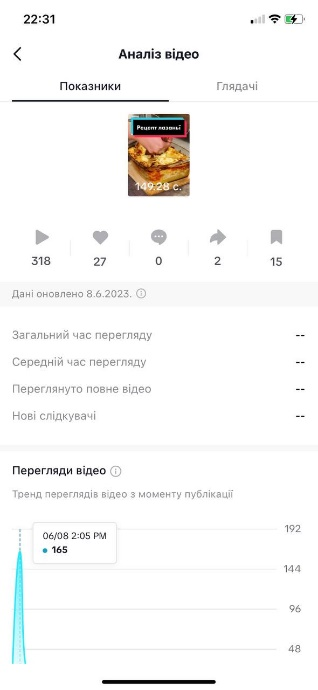 22:31
Аналіз відео
Показники
Глядачі
Рецепт лазаньї
149.28 с.
318
27
0
2
15
Дані оновлено 8.6.2023.
Загальний час перегляду --
Середній час перегляду --
Переглянуто повне відео --
Нові слідкувачі --
Перегляди відео
Тренд переглядів відео з моменту публікації
06/08 2:05 PM
165
192
144
96
48